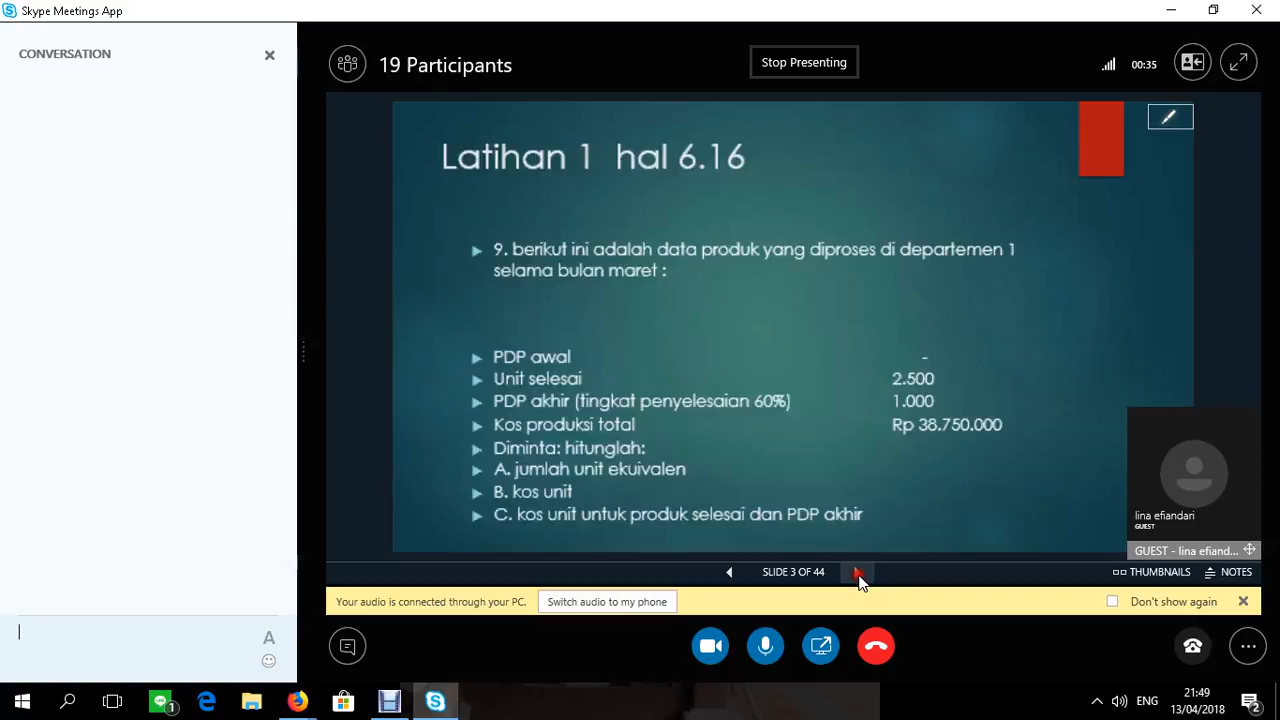 Skype Meetings App
CONVERSATION
19 Participants
Stop Presenting
00:35
Latihan 1 hal 6.16
9. berikut ini adalah data produk yang diproses di departemen 1
selama bulan maret :
PDP awal -
Unit selesai 2.500
PDP akhir (tingkat penyelesaian 60%) 1.000
Kos produksi total Rp 38.750.000
Diminta: hitunglah:
A. jumlah unit ekuivalen
B. kos unit
C. kos unit untuk produk selesai dan PDP akhir
lina efiandari
GUEST
GUEST - lina efiand...
SLIDE 3 OF 44
THUMBNAILS
NOTES
Your audio is connected through your PC.
Switch audio to my phone
Don't show again
A
1
ENG
21:49
13/04/2018
2